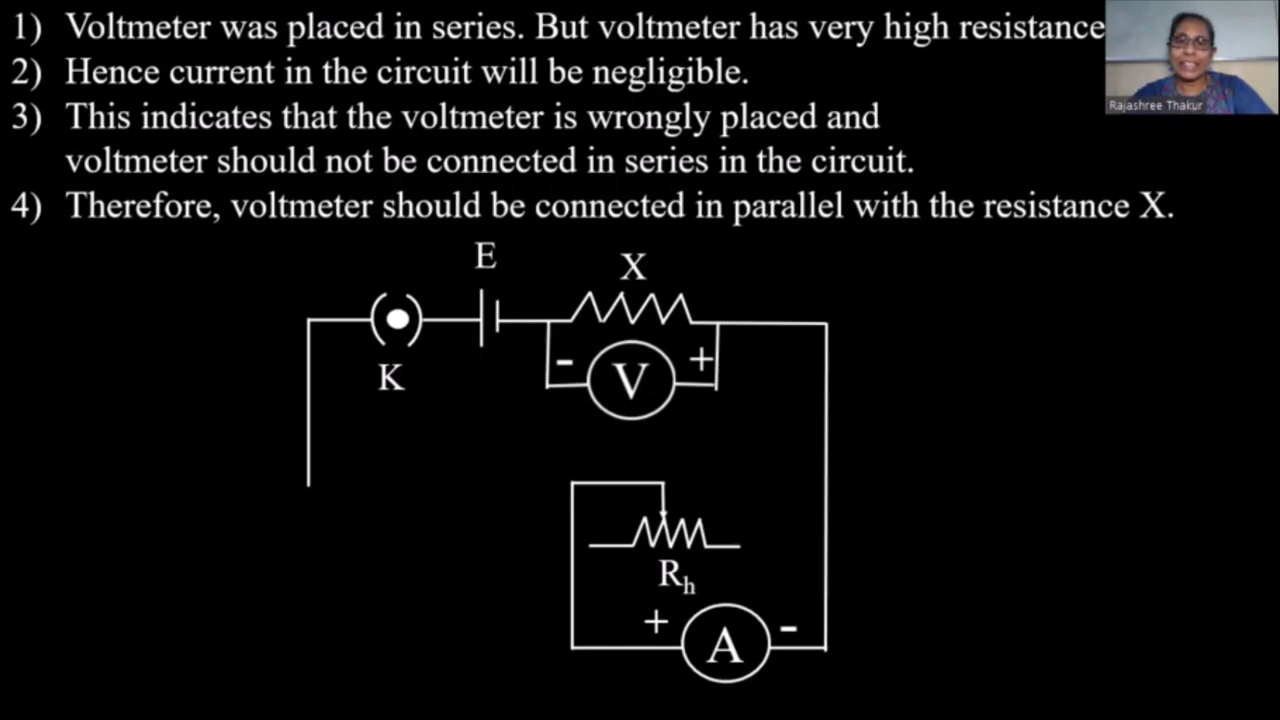 1) Voltmeter was placed in series. But voltmeter has very high resistance
2) Hence current in the circuit will be negligible.
3) This indicates that the voltmeter is wrongly placed and
voltmeter should not be connected in series in the circuit.
4) Therefore, voltmeter should be connected in parallel with the resistance X.
Rajashree Thakur
E
X
K
- V +
Rh
+ A -